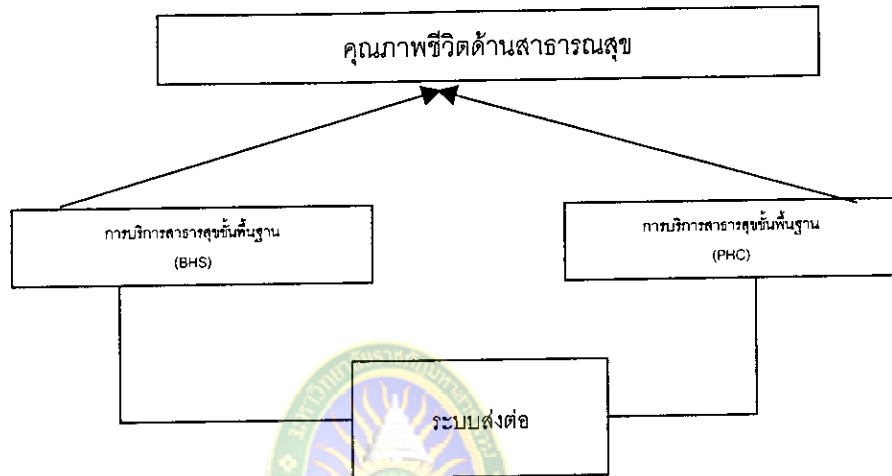 คุณภาพชีวิตด้านสาธารณสุข
การบริการสาธารสุขขั้นพื้นฐาน
(BHS)
การบริการสาธารสุขขั้นพื้นฐาน
(PHC)
ระบบส่งต่อ